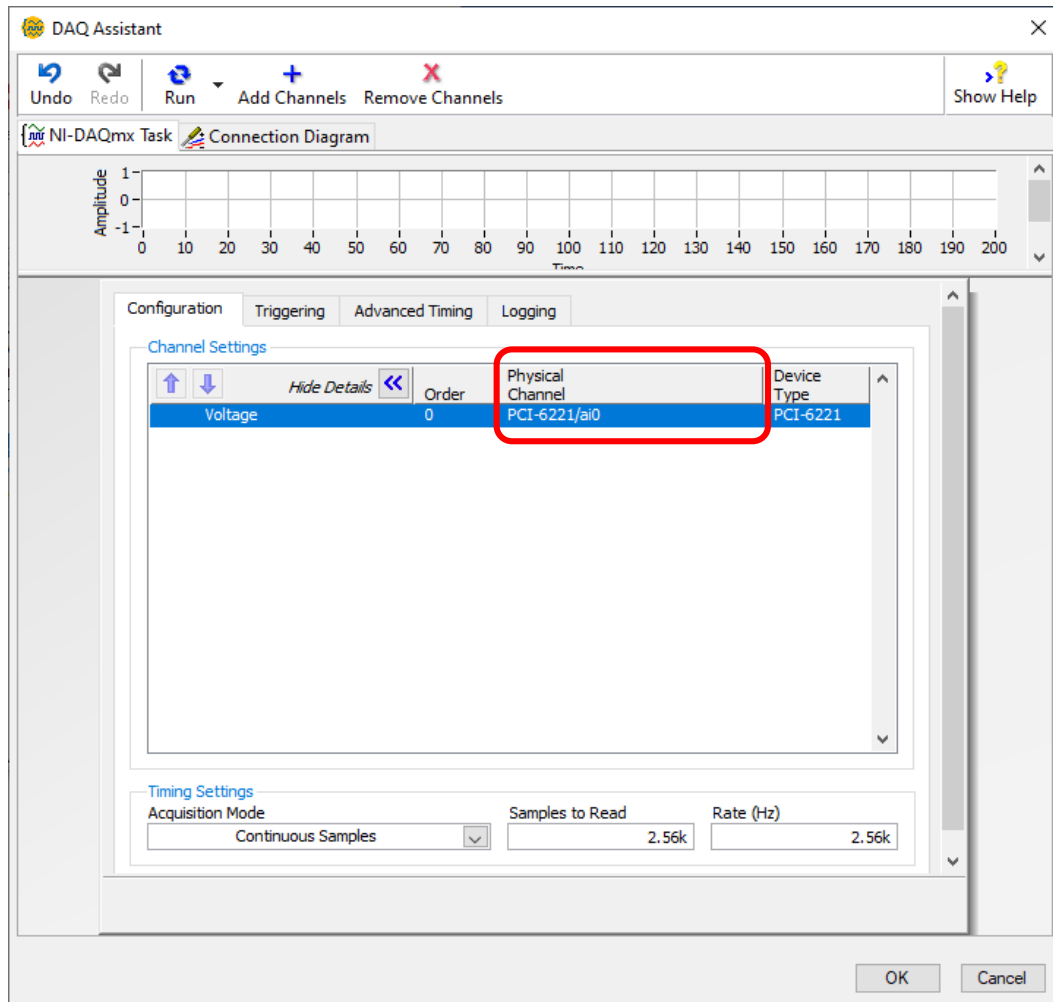 DAQ Assistant
Undo Redo Run Add Channels Remove Channels Show Help
NI-DAQmx Task Connection Diagram
Amplitude
1
0
-1
0 10 20 30 40 50 60 70 80 90 100 110 120 130 140 150 160 170 180 190 200
Time
Configuration Triggering Advanced Timing Logging
Channel Settings
Hide Details Order Physical Channel Device Type
Voltage 0 PCI-6221/ai0 PCI-6221
Timing Settings
Acquisition Mode Samples to Read Rate (Hz)
Continuous Samples 2.56k 2.56k
OK Cancel